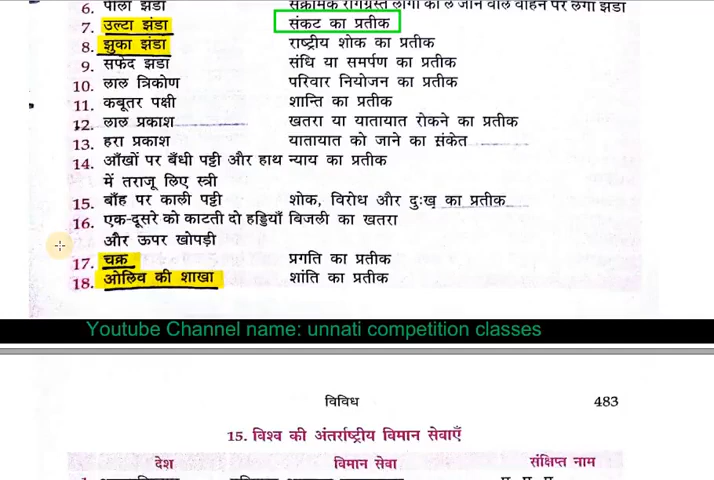 6. पीला झंडा संक्रामक रोगग्रस्त लोगों को ले जाने वाले वाहन पर लगा झंडा
7. उल्टा झंडा संकट का प्रतीक
8. झुका झंडा राष्ट्रीय शोक का प्रतीक
9. सफेद झंडा संधि या समर्पण का प्रतीक
10. लाल त्रिकोण परिवार नियोजन का प्रतीक
11. कबूतर पक्षी शान्ति का प्रतीक
12. लाल प्रकाश खतरा या यातायात रोकने का प्रतीक
13. हरा प्रकाश यातायात को जाने का संकेत
14. आँखों पर बँधी पट्टी और हाथ न्याय का प्रतीक
में तराजू लिए स्त्री
15. बाँह पर काली पट्टी शोक, विरोध और दुःख का प्रतीक
16. एक-दूसरे को काटती दो हड्डियाँ बिजली का खतरा
और ऊपर खोपड़ी
17. चक्र प्रगति का प्रतीक
18. ओलिव की शाखा शांति का प्रतीक
Youtube Channel name: unnati competition classes
विविध 483
15. विश्व की अंतर्राष्ट्रीय विमान सेवाएँ
देश विमान सेवा संक्षिप्त नाम